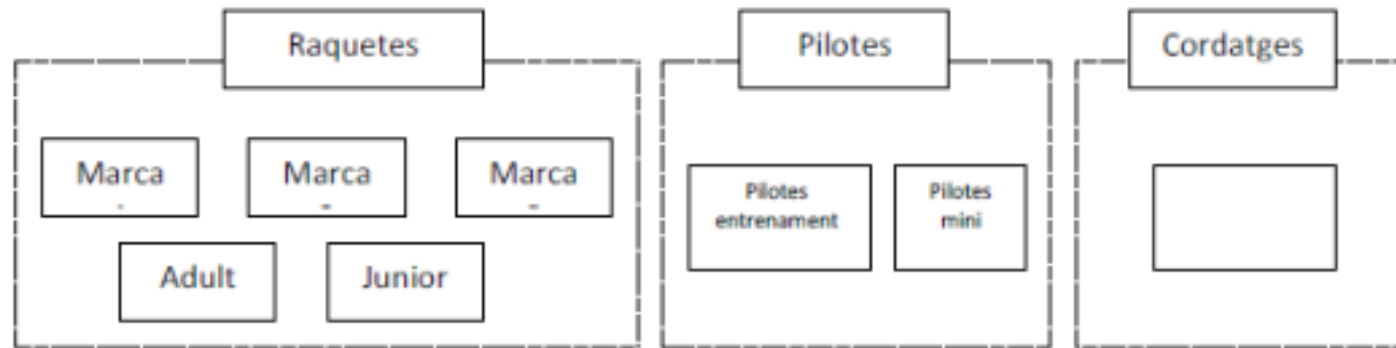 Raquetes
Pilotes
Cordatges
Marca
Marca
Marca
Adult
Junior
Pilotes
entrenament
Pilotes
mini